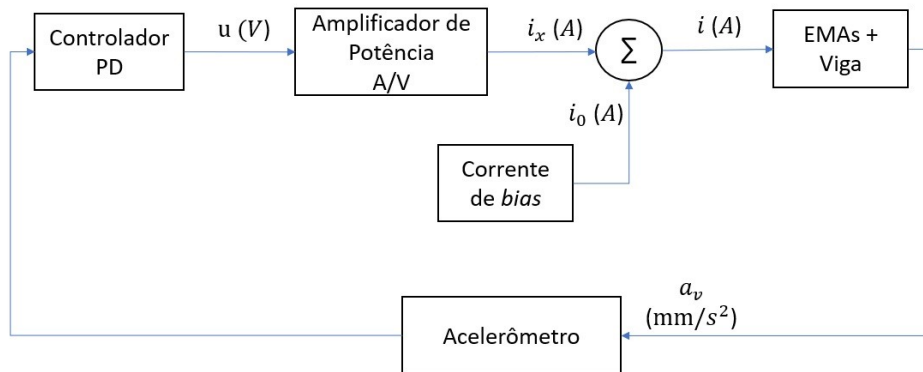 Controlador
PD
u (V)
Amplificador de
Potência
A/V
i_x (A)
Σ
i (A)
EMAs +
Viga
i_0 (A)
Corrente
de bias
a_v
(mm/s²)
Acelerômetro